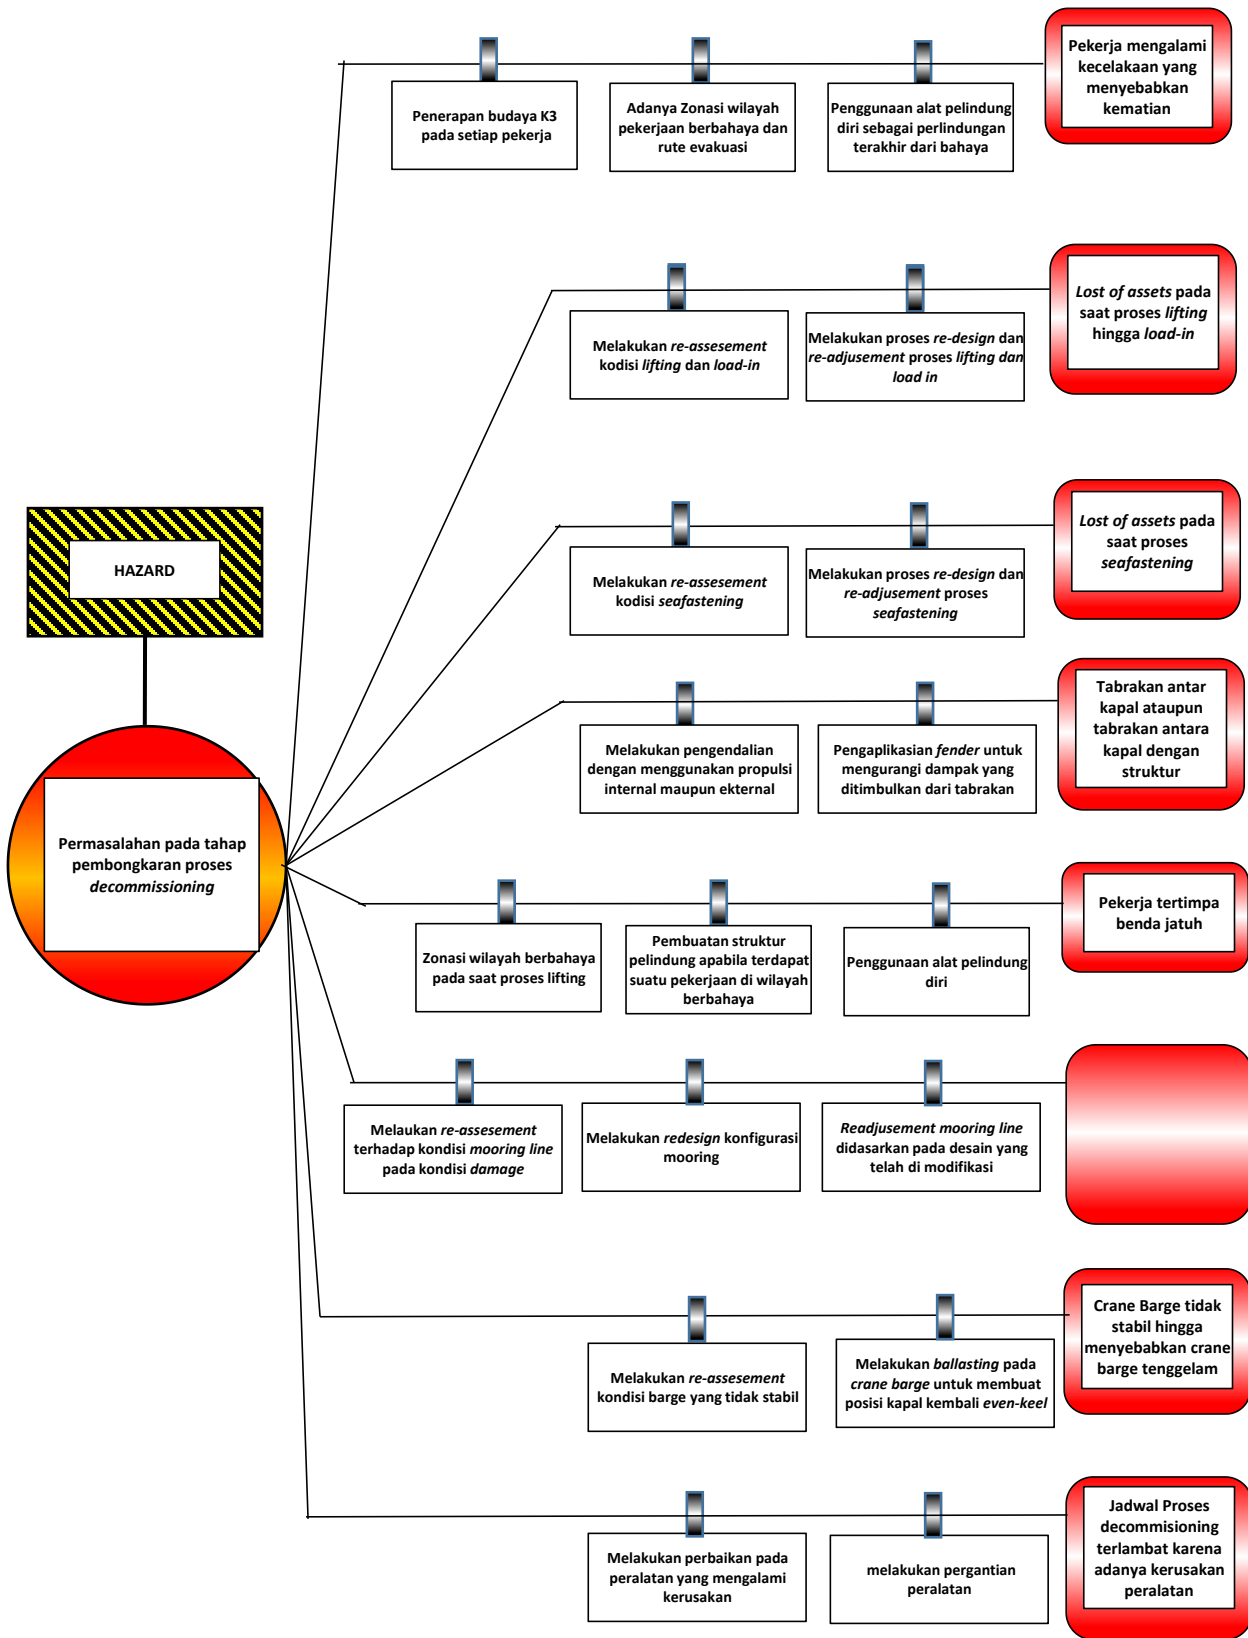 Pekerja mengalami
kecelakaan yang
menyebabkan
kematian
Penerapan budaya K3
pada setiap pekerja
Adanya Zonasi wilayah
pekerjaan berbahaya dan
rute evakuasi
Penggunaan alat pelindung
diri sebagai perlindungan
terakhir dari bahaya
Lost of assets pada
saat proses lifting
hingga load-in
Melakukan re-assesement
kodisi lifting dan load-in
Melakukan proses re-design dan
re-adjusement proses lifting dan
load in
Lost of assets pada
saat proses
seafastening
Melakukan re-assesement
kodisi seafastening
Melakukan proses re-design dan
re-adjusement proses
seafastening
HAZARD
Tabrakan antar
kapal ataupun
tabrakan antara
kapal dengan
struktur
Melakukan pengendalian
dengan menggunakan propulsi
internal maupun ekternal
Pengaplikasian fender untuk
mengurangi dampak yang
ditimbulkan dari tabrakan
Permasalahan pada tahap
pembongkaran proses
decommissioning
Pekerja tertimpa
benda jatuh
Zonasi wilayah berbahaya
pada saat proses lifting
Pembuatan struktur
pelindung apabila terdapat
suatu pekerjaan di wilayah
berbahaya
Penggunaan alat pelindung
diri
Melaukan re-assesement
terhadap kondisi mooring line
pada kondisi damage
Melakukan redesign konfigurasi
mooring
Readjusement mooring line
didasarkan pada desain yang
telah di modifikasi
Crane Barge tidak
stabil hingga
menyebabkan crane
barge tenggelam
Melakukan re-assesement
kondisi barge yang tidak stabil
Melakukan ballasting pada
crane barge untuk membuat
posisi kapal kembali even-keel
Jadwal Proses
decommisioning
terlambat karena
adanya kerusakan
peralatan
Melakukan perbaikan pada
peralatan yang mengalami
kerusakan
melakukan pergantian
peralatan